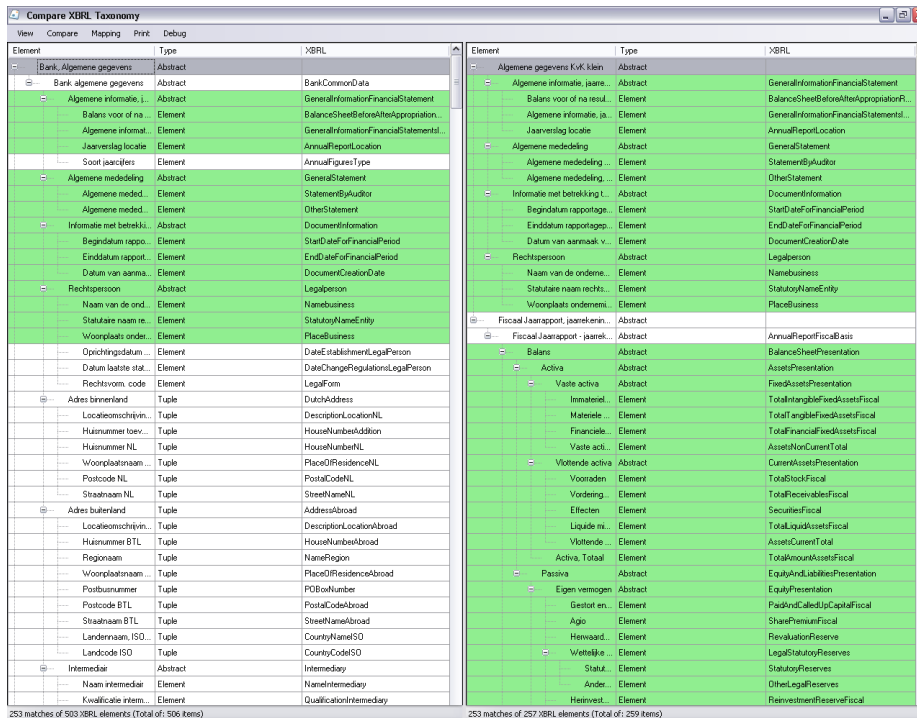 Compare XBRL Taxonomy
View Compare Mapping Print Debug
Element Type XBRL
Bank, Algemene gegevens Abstract
Bank algemene gegevens Abstract BankCommonData
Algemene informatie, j... Abstract GeneralInformationFinancialStatement
Balans voor of na ... Element BalanceSheetBeforeAfterAppropriation...
Algemene informat... Element GeneralInformationFinancialStatementsI...
Jaarverslag locatie Element AnnualReportLocation
Soort jaarcijfers Element AnnualFiguresType
Algemene mededeling Abstract GeneralStatement
Algemene meded... Element StatementByAuditor
Algemene meded... Element OtherStatement
Informatie met betrekki... Abstract DocumentInformation
Begindatum rappo... Element StartDateForFinancialPeriod
Einddatum rapport... Element EndDateForFinancialPeriod
Datum van aanma... Element DocumentCreationDate
Rechtspersoon Abstract Legalperson
Naam van de ond... Element Namebusiness
Statutaire naam re... Element StatutoryNameEntity
Woonplaats onder... Element PlaceBusiness
Oprichtingsdatum ... Element DateEstablishmentLegalPerson
Datum laatste stat... Element DateChangeRegulationsLegalPerson
Rechtsvorm. code Element LegalForm
Adres binnenland Tuple DutchAddress
Locatieomschrijvin... Tuple DescriptionLocationNL
Huisnummer toev... Tuple HouseNumberAddition
Huisnummer NL Tuple HouseNumberNL
Woonplaatsnaam ... Tuple PlaceOfResidenceNL
Postcode NL Tuple PostalCodeNL
Straatnaam NL Tuple StreetNameNL
Adres buitenland Tuple AddressAbroad
Locatieomschrijvin... Tuple DescriptionLocationAbroad
Huisnummer BTL Tuple HouseNumberAbroad
Regionaam Tuple NameRegion
Woonplaatsnaam ... Tuple PlaceOfResidenceAbroad
Postbusnummer Tuple POBoxNumber
Postcode BTL Tuple PostalCodeAbroad
Straatnaam BTL Tuple StreetNameAbroad
Landennaam, ISO... Tuple CountryNameISO
Landcode ISO Tuple CountryCodeISO
Intermediair Abstract Intermediary
Naam intermediair Element NameIntermediary
Kwalificatie interm... Element QualificationIntermediary
253 matches of 503 XBRL elements (Total of: 506 items)
Element Type XBRL
Algemene gegevens KvK klein Abstract
Algemene informatie, jaarre... Abstract GeneralInformationFinancialStatement
Balans voor of na resul... Element BalanceSheetBeforeAfterAppropriationR...
Algemene informatie, ja... Element GeneralInformationFinancialStatementsI...
Jaarverslag locatie Element AnnualReportLocation
Algemene mededeling Abstract GeneralStatement
Algemene mededeling ... Element StatementByAuditor
Algemene mededeling, ... Element OtherStatement
Informatie met betrekking t... Abstract DocumentInformation
Begindatum rapportage... Element StartDateForFinancialPeriod
Einddatum rapportagep... Element EndDateForFinancialPeriod
Datum van aanmaak v... Element DocumentCreationDate
Rechtspersoon Abstract Legalperson
Naam van de onderne... Element Namebusiness
Statutaire naam rechts... Element StatutoryNameEntity
Woonplaats ondernemi... Element PlaceBusiness
Fiscaal Jaarrapport, jaarrekenin... Abstract
Fiscaal Jaarrapport - jaarrek... Abstract AnnualReportFiscalBasis
Balans Abstract BalanceSheetPresentation
Activa Abstract AssetsPresentation
Vaste activa Abstract FixedAssetsPresentation
Immateriel... Element TotalIntangibleFixedAssetsFiscal
Materiele ... Element TotalTangibleFixedAssetsFiscal
Financiele... Element TotalFinancialFixedAssetsFiscal
Vaste acti... Element AssetsNonCurrentTotal
Vlottende activa Abstract CurrentAssetsPresentation
Voorraden Element TotalStockFiscal
Vordering... Element TotalReceivablesFiscal
Effecten Element SecuritiesFiscal
Liquide mi... Element TotalLiquidAssetsFiscal
Vlottende ... Element AssetsCurrentTotal
Activa, Totaal Element TotalAmountAssetsFiscal
Passiva Abstract EquityAndLiabilitiesPresentation
Eigen vermogen Abstract EquityPresentation
Gestort en... Element PaidAndCalledUpCapitalFiscal
Agio Element SharePremiumFiscal
Herwaard... Element RevaluationReserve
Wettelijke ... Element LegalStatutoryReserves
Statut... Element StatutoryReserves
Ander... Element OtherLegalReserves
Herinvest... Element ReinvestmentReserveFiscal
253 matches of 257 XBRL elements (Total of: 259 items)